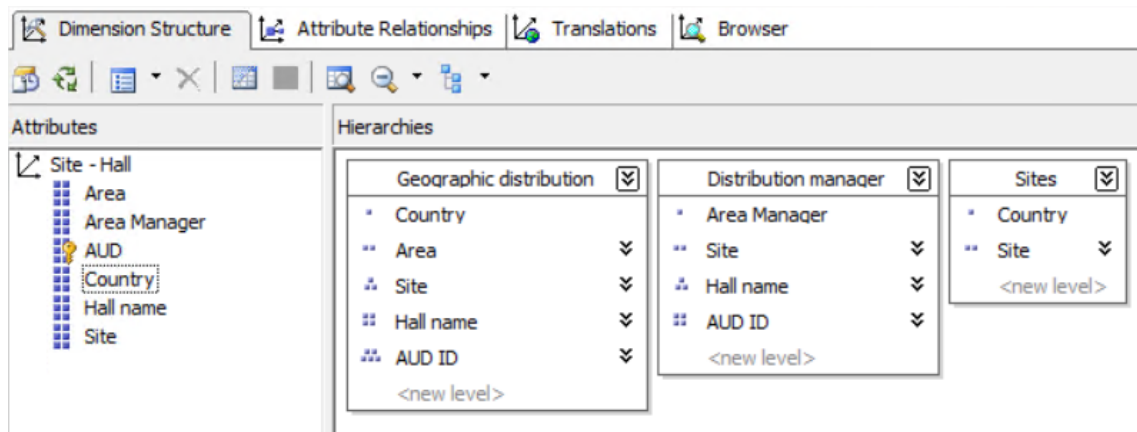 Dimension Structure Attribute Relationships Translations Browser
Attributes
Site - Hall
Area
Area Manager
AUD
Country
Hall name
Site
Hierarchies
Geographic distribution
Country
Area
Site
Hall name
AUD ID
<new level>
Distribution manager
Area Manager
Site
Hall name
AUD ID
<new level>
Sites
Country
Site
<new level>